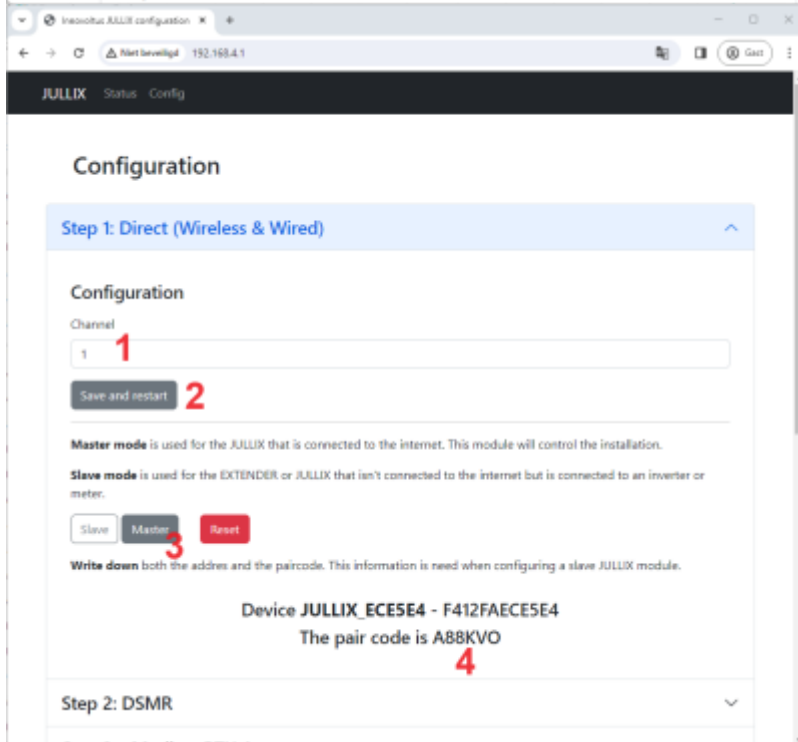 JULLIX configuration
Niet beveiligd 192.168.4.1 Gast
JULLIX Status Config
Configuration
Step 1: Direct (Wireless & Wired)
Configuration
Channel
1
1
Save and restart 2
Master mode is used for the JULLIX that is connected to the internet. This module will control the installation.
Slave mode is used for the EXTENDER or JULLIX that isn't connected to the internet but is connected to an inverter or
meter.
Slave Master Reset
3
Write down both the addres and the paircode. This information is need when configuring a slave JULLIX module.
Device JULLIX_ECE5E4 - F412FAECE5E4
The pair code is A88KVO
4
Step 2: DSMR